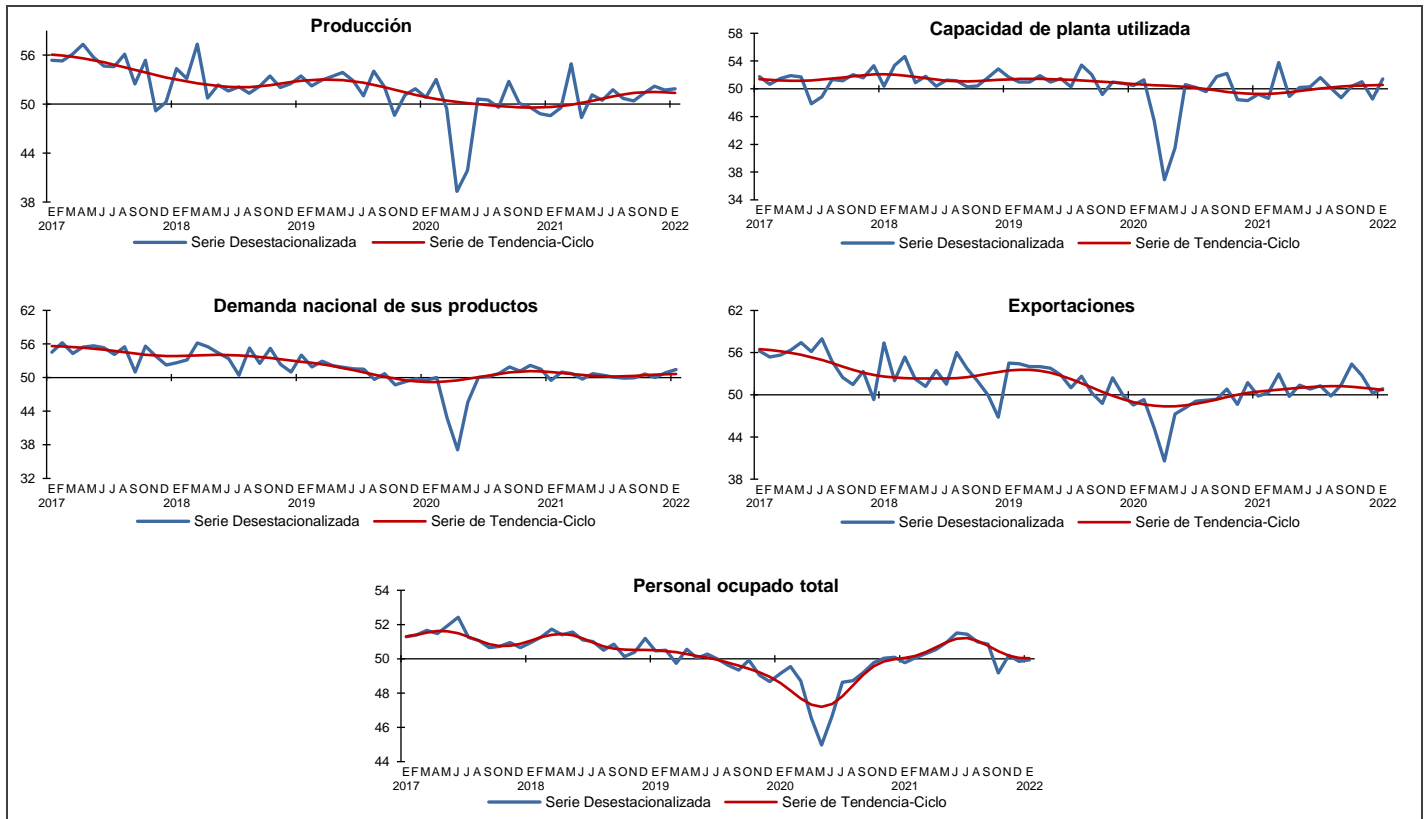 Producción
56
50
44
38
E F M A M J J A S O N D E F M A M J J A S O N D E F M A M J J A S O N D E F M A M J J A S O N D E F M A M J J A S O N D E
2017 2018 2019 2020 2021 2022
Serie Desestacionalizada Serie de Tendencia-Ciclo
Capacidad de planta utilizada
58
54
50
46
42
38
34
E F M A M J J A S O N D E F M A M J J A S O N D E F M A M J J A S O N D E F M A M J J A S O N D E F M A M J J A S O N D E
2017 2018 2019 2020 2021 2022
Serie Desestacionalizada Serie de Tendencia-Ciclo
Demanda nacional de sus productos
62
56
50
44
38
32
E F M A M J J A S O N D E F M A M J J A S O N D E F M A M J J A S O N D E F M A M J J A S O N D E F M A M J J A S O N D E
2017 2018 2019 2020 2021 2022
Serie Desestacionalizada Serie de Tendencia-Ciclo
Exportaciones
62
56
50
44
38
E F M A M J J A S O N D E F M A M J J A S O N D E F M A M J J A S O N D E F M A M J J A S O N D E F M A M J J A S O N D E
2017 2018 2019 2020 2021 2022
Serie Desestacionalizada Serie de Tendencia-Ciclo
Personal ocupado total
54
52
50
48
46
44
E F M A M J J A S O N D E F M A M J J A S O N D E F M A M J J A S O N D E F M A M J J A S O N D E F M A M J J A S O N D E
2017 2018 2019 2020 2021 2022
Serie Desestacionalizada Serie de Tendencia-Ciclo